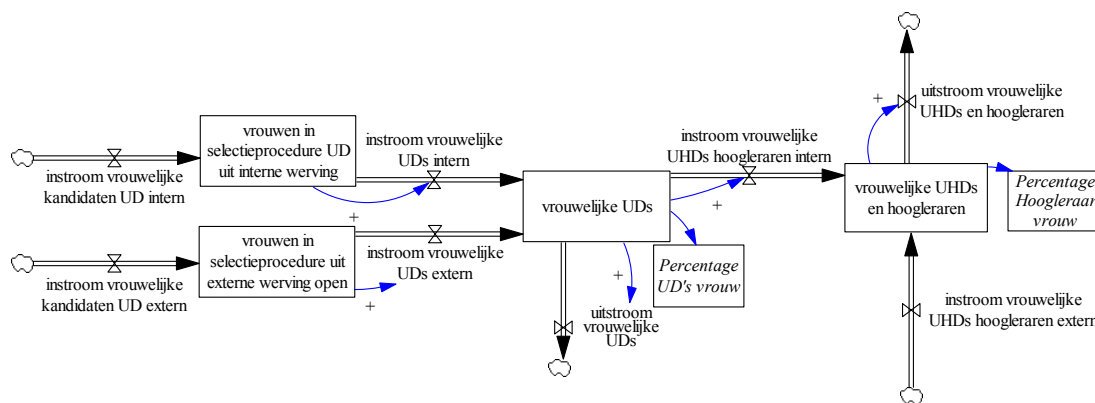 instroom vrouwelijke
kandidaten UD intern
vrouwen in
selectieprocedure UD
uit interne werving
instroom vrouwelijke
UDs intern
+
instroom vrouwelijke
kandidaten UD extern
vrouwen in
selectieprocedure uit
externe werving open
+
instroom vrouwelijke
UDs extern
vrouwelijke UDs
+
uitstroom
vrouwelijke
UDs
Percentage
UD's vrouw
instroom vrouwelijke
UHDs hoogleraren intern
+
vrouwelijke UHDs
en hoogleraren
+
uitstroom vrouwelijke
UHDs en hoogleraren
Percentage
Hoogleraar
vrouw
instroom vrouwelijke
UHDs hoogleraren extern